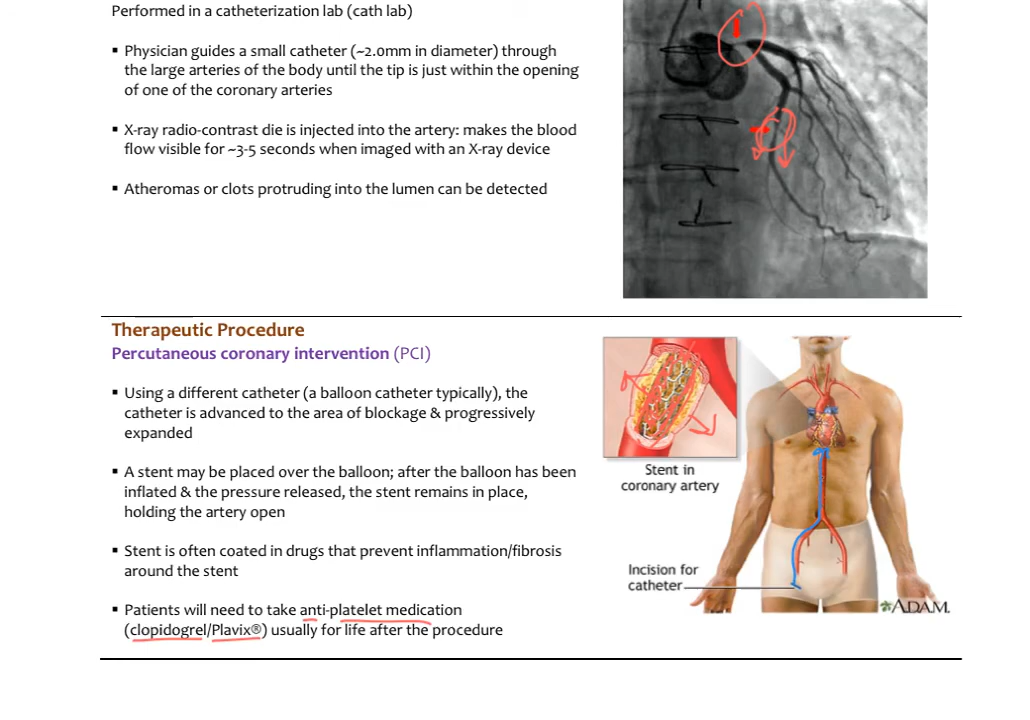 Performed in a catheterization lab (cath lab)
▪ Physician guides a small catheter (~2.0mm in diameter) through
the large arteries of the body until the tip is just within the opening
of one of the coronary arteries
▪ X-ray radio-contrast die is injected into the artery: makes the blood
flow visible for ~3-5 seconds when imaged with an X-ray device
▪ Atheromas or clots protruding into the lumen can be detected
Therapeutic Procedure
Percutaneous coronary intervention (PCI)
▪ Using a different catheter (a balloon catheter typically), the
catheter is advanced to the area of blockage & progressively
expanded
▪ A stent may be placed over the balloon; after the balloon has been
inflated & the pressure released, the stent remains in place,
holding the artery open
▪ Stent is often coated in drugs that prevent inflammation/fibrosis
around the stent
▪ Patients will need to take anti-platelet medication
(clopidogrel/Plavix®) usually for life after the procedure
Stent in
coronary artery
Incision for
catheter
ADAM.